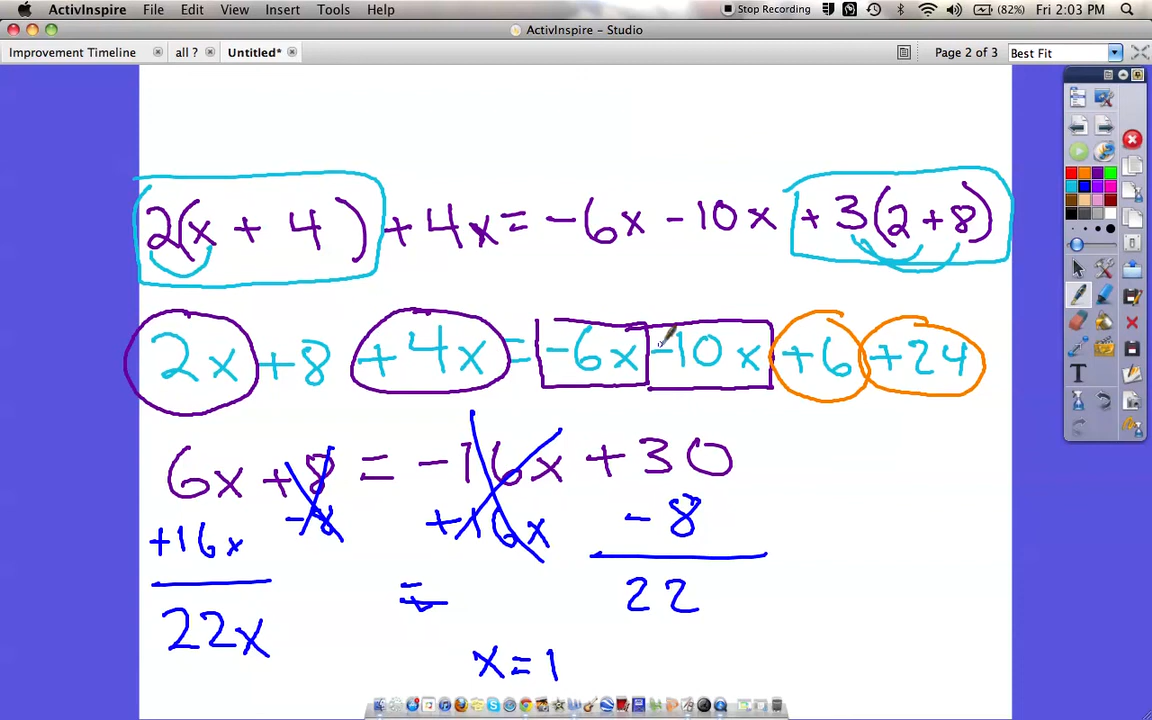 ActivInspire File Edit View Insert Tools Help Stop Recording (82%) Fri 2:03 PM
ActivInspire - Studio
Improvement Timeline all ? Untitled* Page 2 of 3 Best Fit
2(x + 4) + 4x = -6x - 10x + 3(2 + 8)
2x + 8 + 4x = -6x - 10x + 6 + 24
6x + 8 = -16x + 30
+16x - 8 +16x - 8
22x = 22
x = 1
T